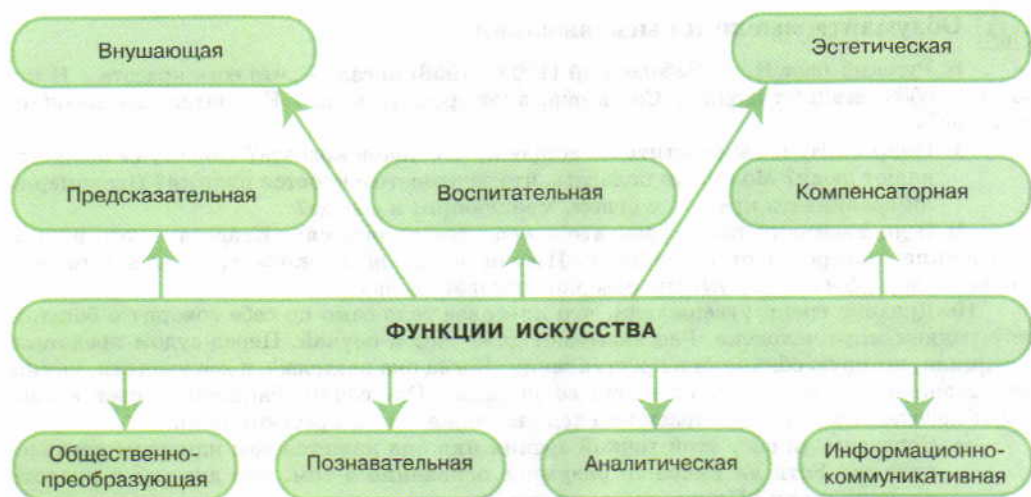 Внушающая
Эстетическая
Предсказательная
Воспитательная
Компенсаторная
ФУНКЦИИ ИСКУССТВА
Общественно-
преобразующая
Познавательная
Аналитическая
Информационно-
коммуникативная